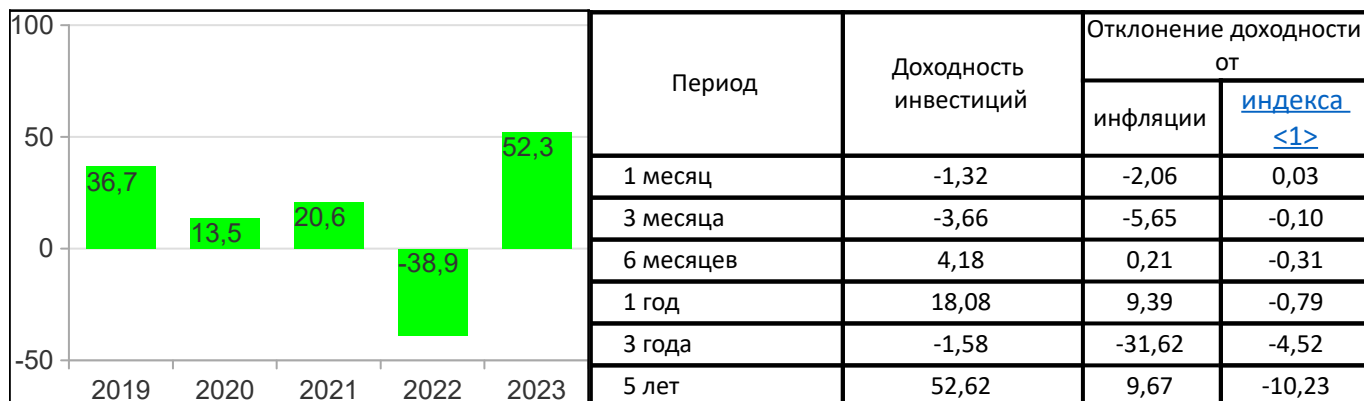 100
50
0
-50
36,7
13,5
20,6
-38,9
52,3
2019 2020 2021 2022 2023
Период
Доходность
инвестиций
Отклонение доходности
от
инфляции
индекса
<1>
1 месяц -1,32 -2,06 0,03
3 месяца -3,66 -5,65 -0,10
6 месяцев 4,18 0,21 -0,31
1 год 18,08 9,39 -0,79
3 года -1,58 -31,62 -4,52
5 лет 52,62 9,67 -10,23